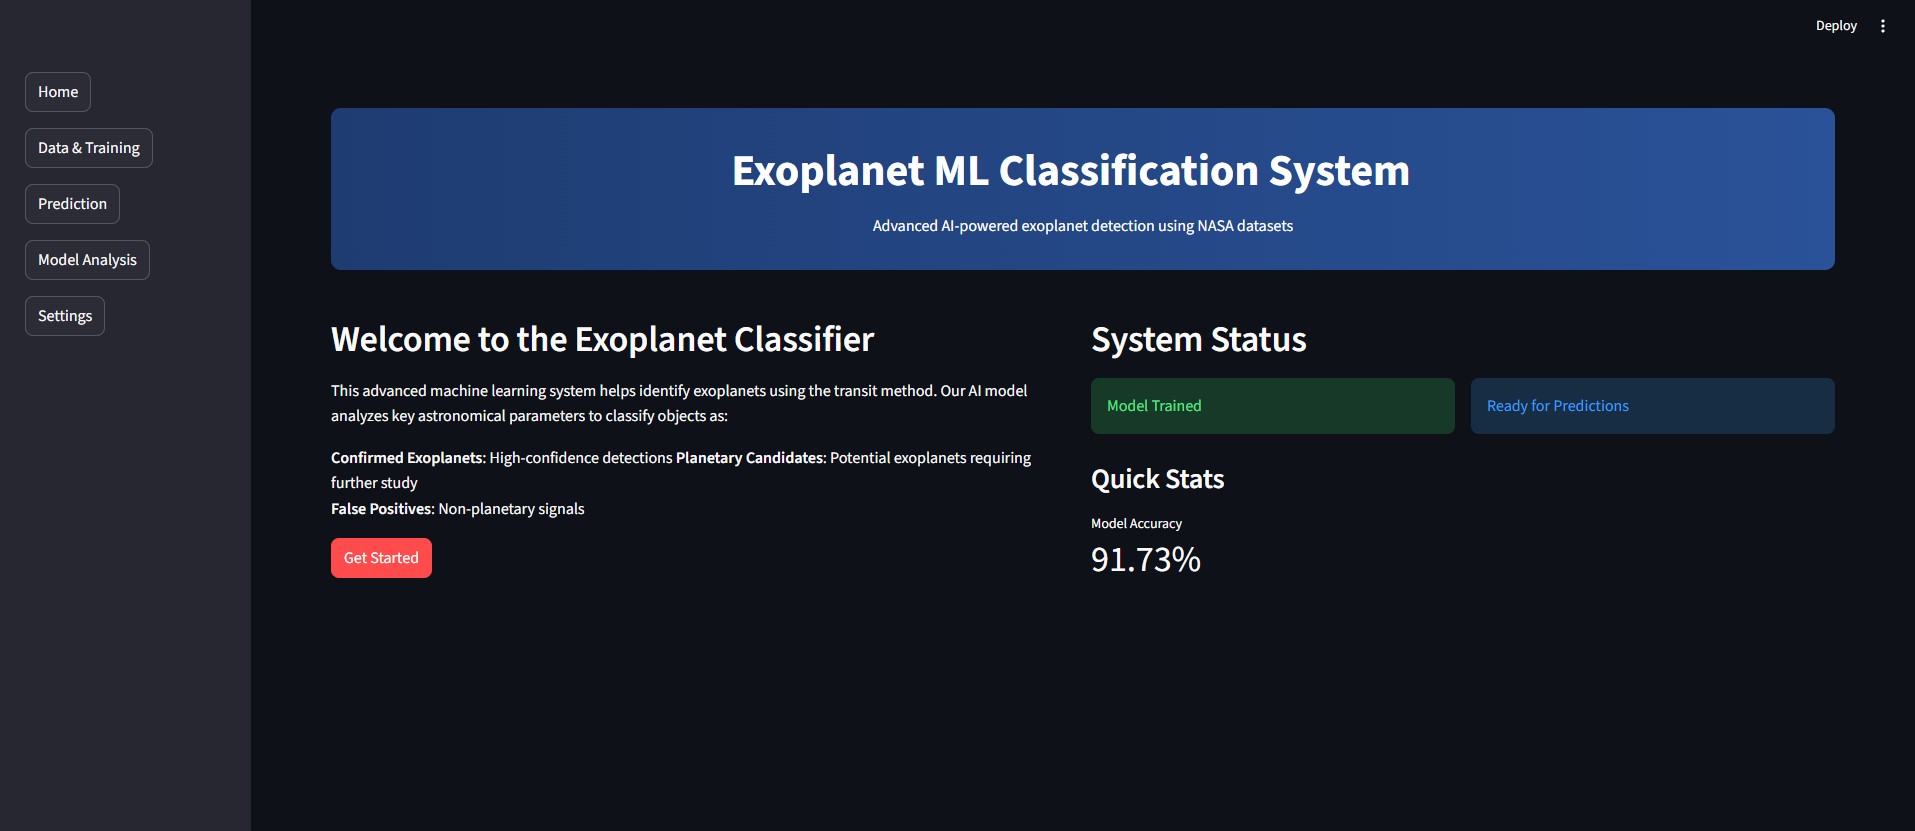 Deploy
Home
Data & Training
Prediction
Model Analysis
Settings
Exoplanet ML Classification System
Advanced AI-powered exoplanet detection using NASA datasets
Welcome to the Exoplanet Classifier
This advanced machine learning system helps identify exoplanets using the transit method. Our AI model
analyzes key astronomical parameters to classify objects as:
Confirmed Exoplanets: High-confidence detections Planetary Candidates: Potential exoplanets requiring
further study
False Positives: Non-planetary signals
Get Started
System Status
Model Trained
Ready for Predictions
Quick Stats
Model Accuracy
91.73%